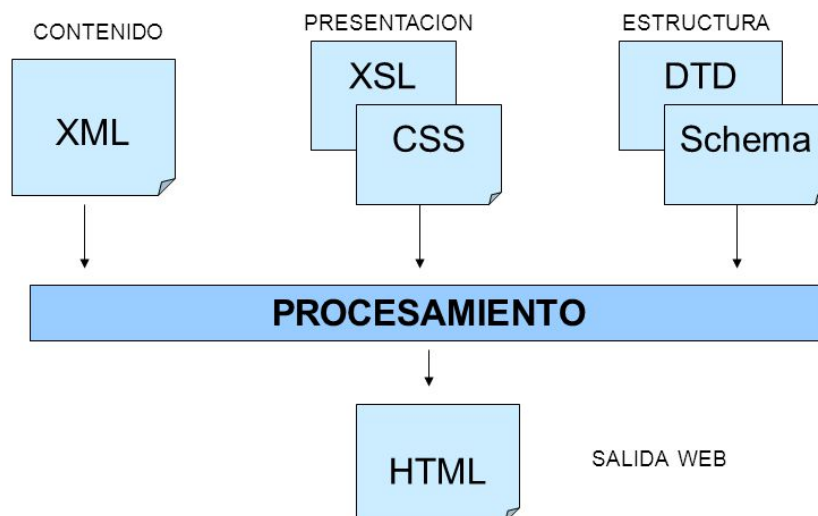 CONTENIDO
PRESENTACION
ESTRUCTURA
XML
XSL
CSS
DTD
Schema
PROCESAMIENTO
HTML
SALIDA WEB